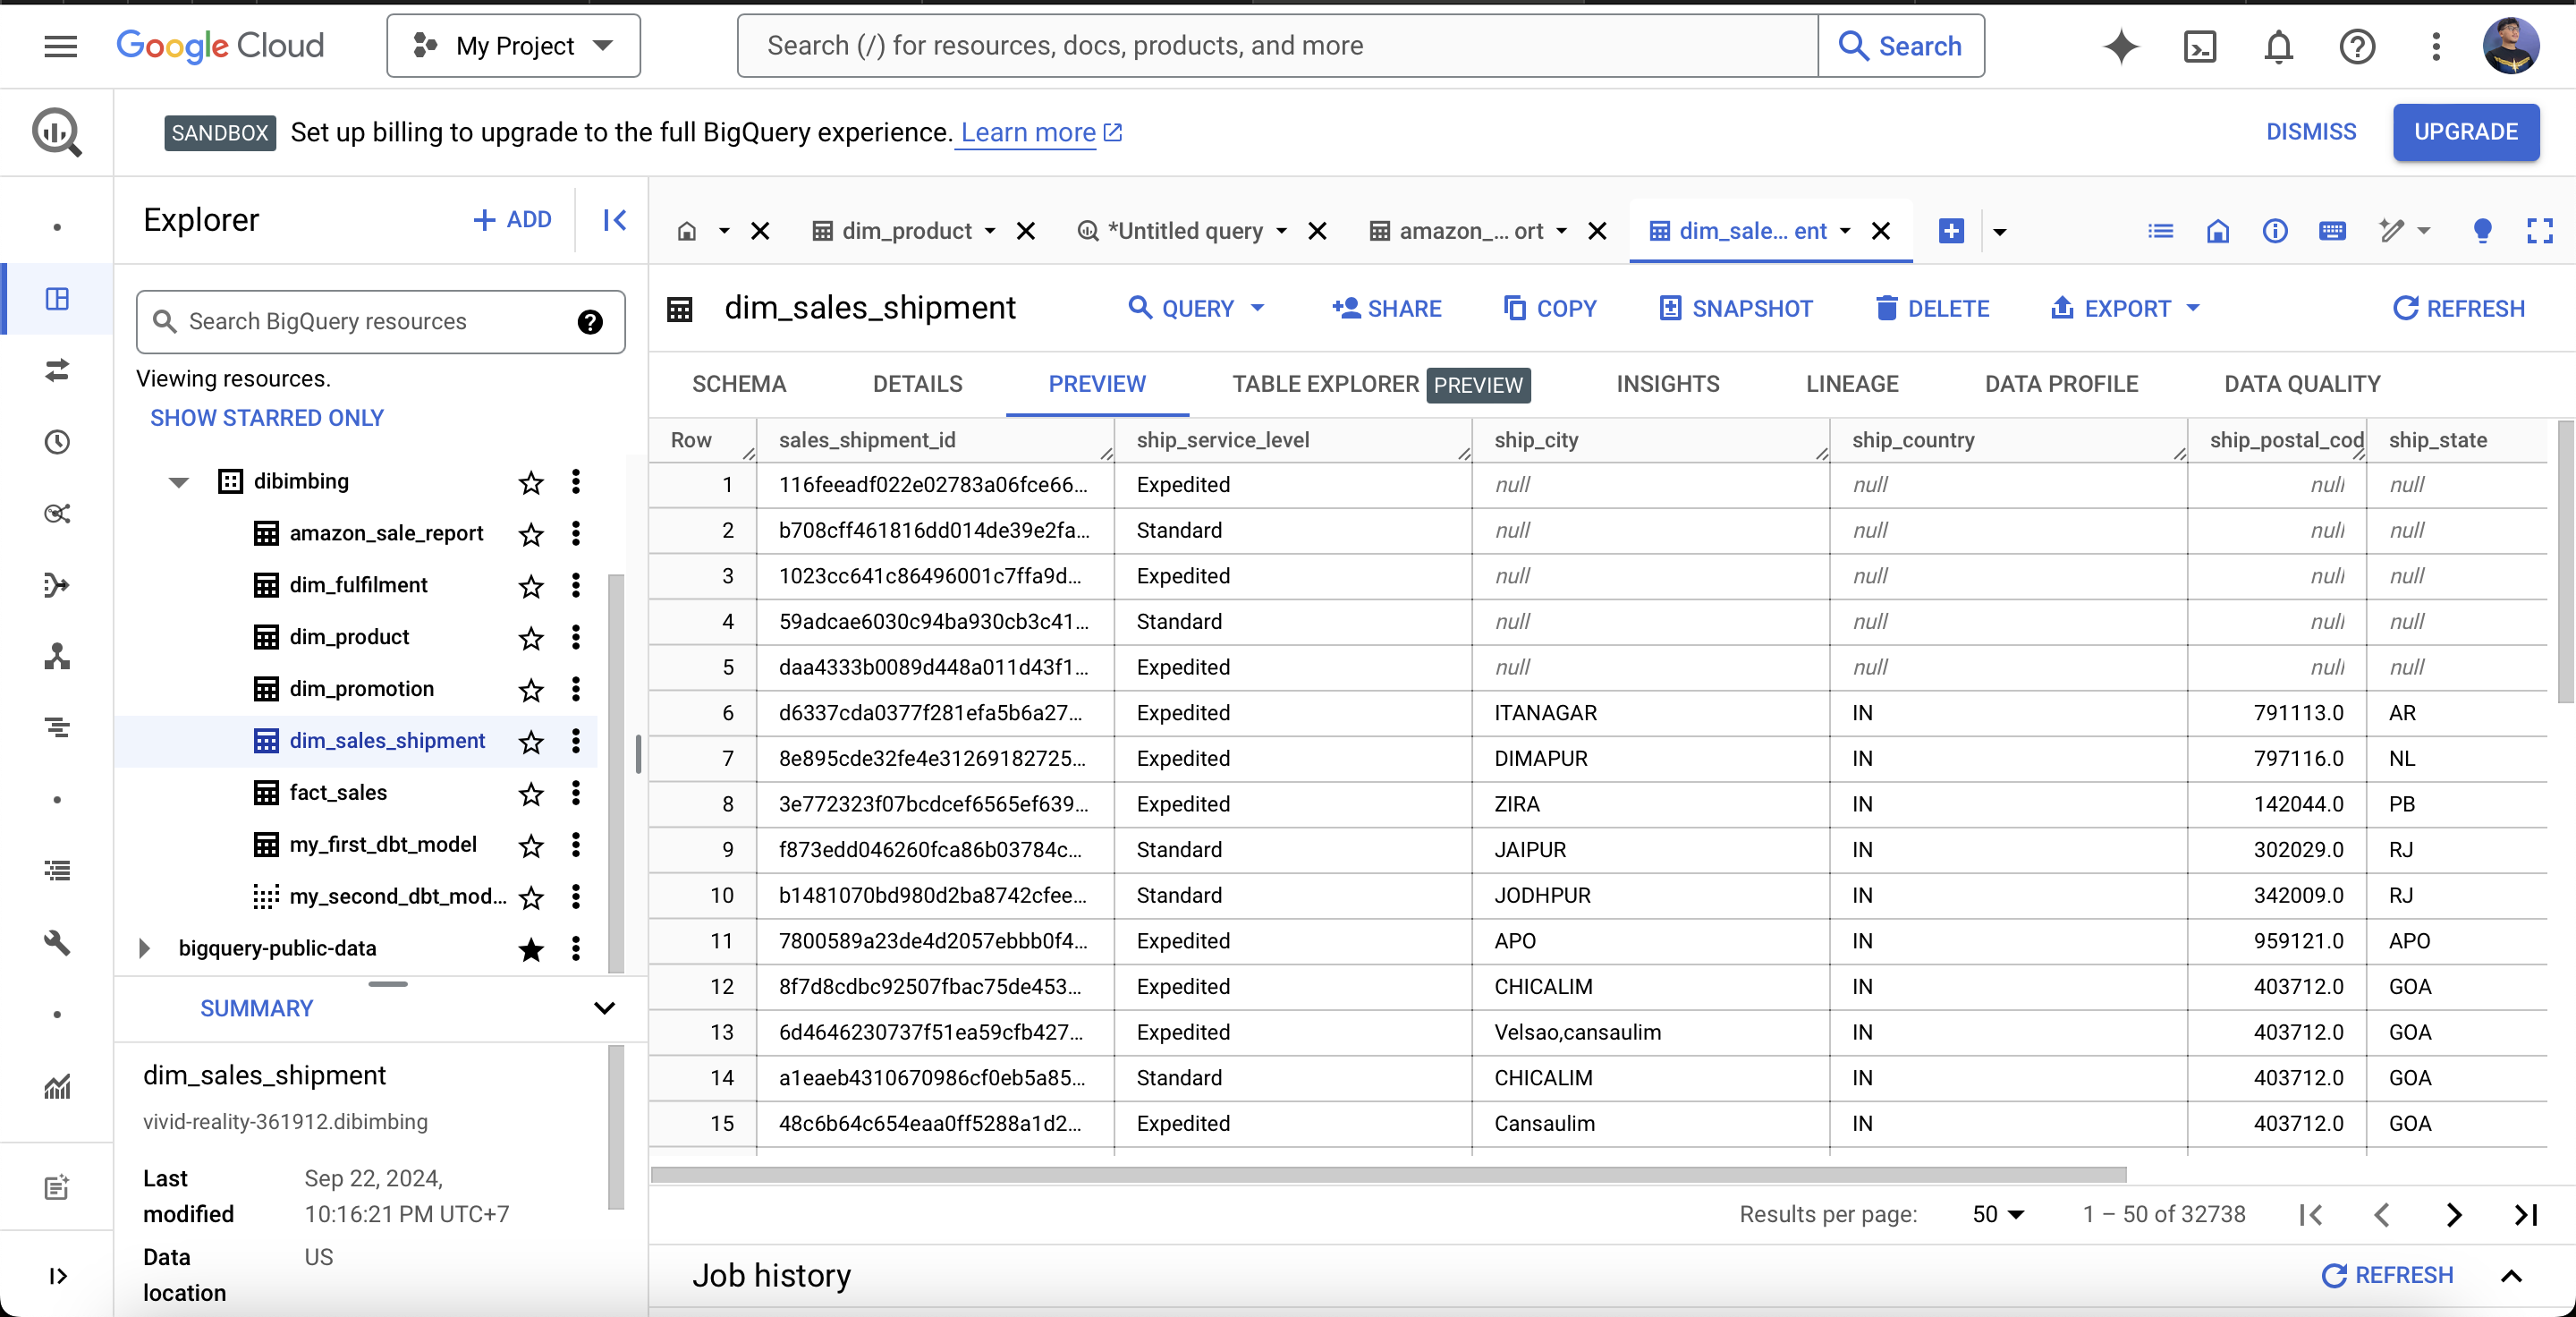 Google Cloud
My Project
Search (/) for resources, docs, products, and more
Search
SANDBOX Set up billing to upgrade to the full BigQuery experience. Learn more
DISMISS
UPGRADE
Explorer
+ ADD
dim_product
*Untitled query
amazon_... ort
dim_sale... ent
Search BigQuery resources
Viewing resources.
SHOW STARRED ONLY
dibimbing
amazon_sale_report
dim_fulfilment
dim_product
dim_promotion
dim_sales_shipment
fact_sales
my_first_dbt_model
my_second_dbt_mod...
bigquery-public-data
SUMMARY
dim_sales_shipment
vivid-reality-361912.dibimbing
Last modified Sep 22, 2024, 10:16:21 PM UTC+7
Data location US
dim_sales_shipment
QUERY SHARE COPY SNAPSHOT DELETE EXPORT REFRESH
SCHEMA DETAILS PREVIEW TABLE EXPLORER PREVIEW INSIGHTS LINEAGE DATA PROFILE DATA QUALITY
Row sales_shipment_id ship_service_level ship_city ship_country ship_postal_cod ship_state
1 116feeadf022e02783a06fce66... Expedited null null null null
2 b708cff461816dd014de39e2fa... Standard null null null null
3 1023cc641c86496001c7ffa9d... Expedited null null null null
4 59adcae6030c94ba930cb3c41... Standard null null null null
5 daa4333b0089d448a011d43f1... Expedited null null null null
6 d6337cda0377f281efa5b6a27... Expedited ITANAGAR IN 791113.0 AR
7 8e895cde32fe4e31269182725... Expedited DIMAPUR IN 797116.0 NL
8 3e772323f07bcdcef6565ef639... Expedited ZIRA IN 142044.0 PB
9 f873edd046260fca86b03784c... Standard JAIPUR IN 302029.0 RJ
10 b1481070bd980d2ba8742cfee... Standard JODHPUR IN 342009.0 RJ
11 7800589a23de4d2057ebbb0f4... Expedited APO IN 959121.0 APO
12 8f7d8cdbc92507fbac75de453... Expedited CHICALIM IN 403712.0 GOA
13 6d4646230737f51ea59cfb427... Expedited Velsao,cansaulim IN 403712.0 GOA
14 a1eaeb4310670986cf0eb5a85... Standard CHICALIM IN 403712.0 GOA
15 48c6b64c654eaa0ff5288a1d2... Expedited Cansaulim IN 403712.0 GOA
Results per page: 50 1 – 50 of 32738
Job history
REFRESH